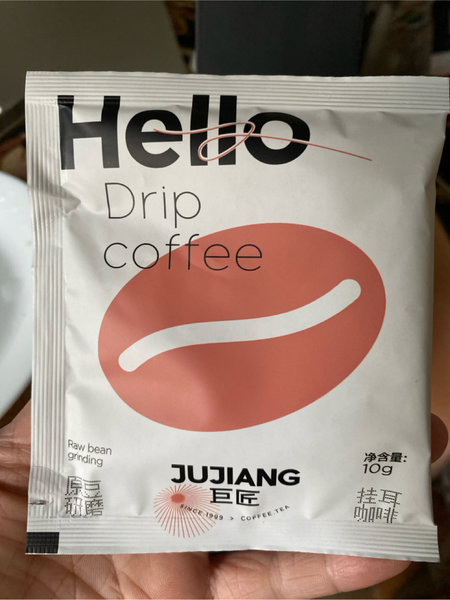 Hello
Drip
coffee
Raw bean
grinding
原豆
研磨
JUJIANG
巨匠
SINCE 1989 > COFFEE.TEA
净含量:
10g
挂耳
咖啡